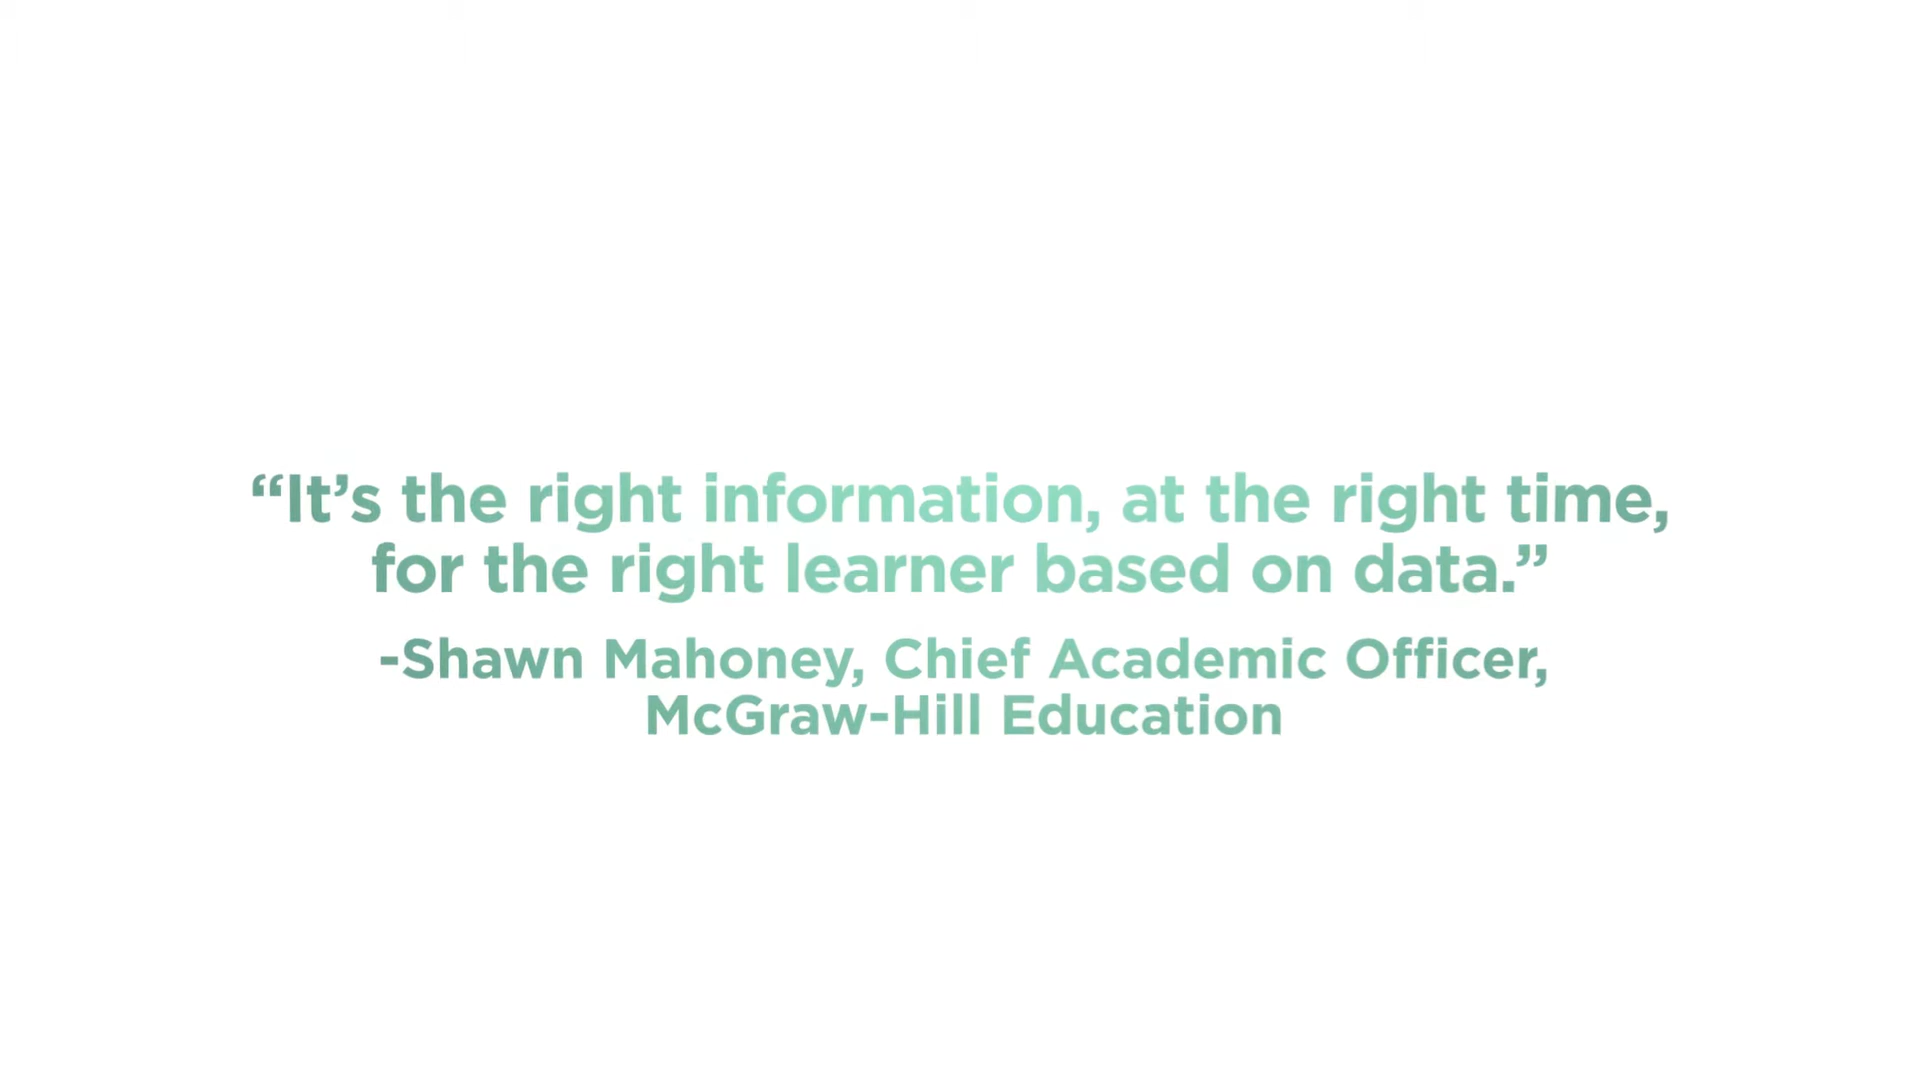 “It’s the right information, at the right time,
for the right learner based on data.”
-Shawn Mahoney, Chief Academic Officer,
McGraw-Hill Education